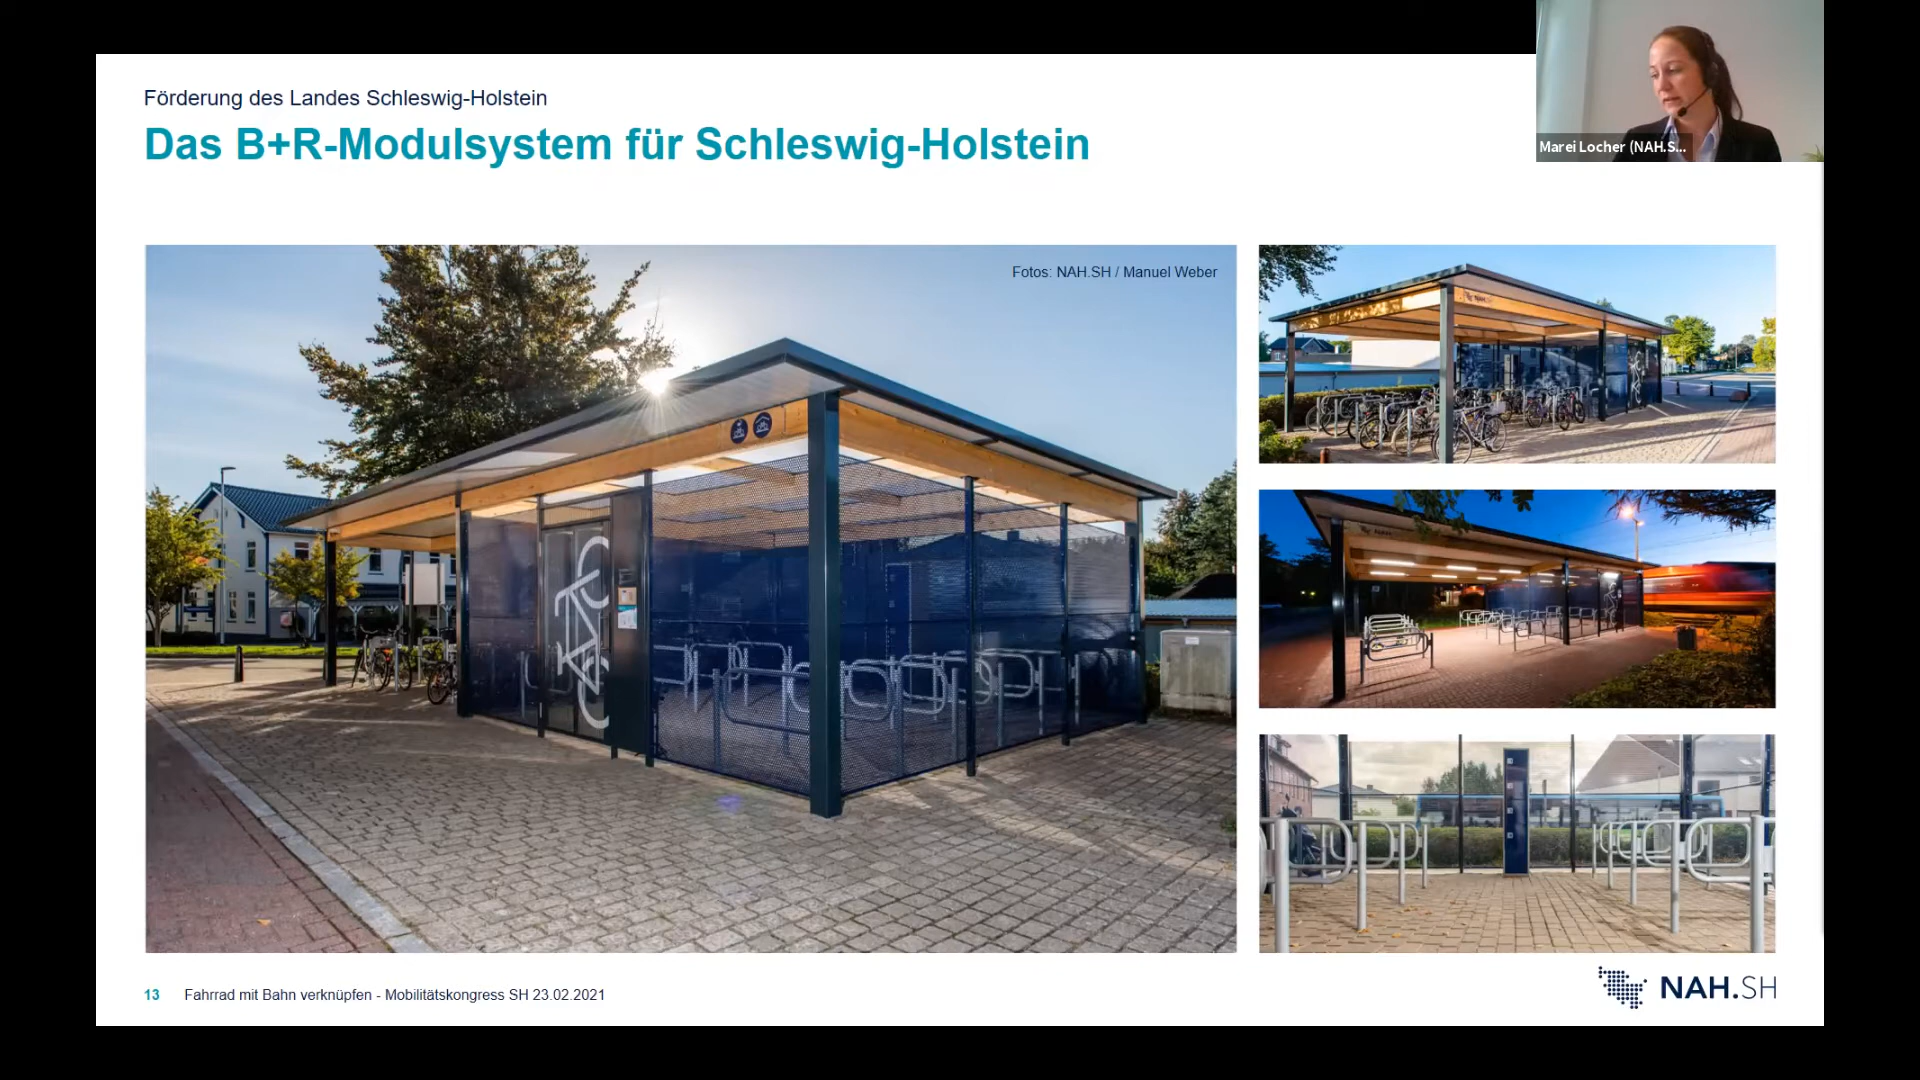 Förderung des Landes Schleswig-Holstein
Das B+R-Modulsystem für Schleswig-Holstein
Marei Locher (NAH.S...
Fotos: NAH.SH / Manuel Weber
13 Fahrrad mit Bahn verknüpfen - Mobilitätskongress SH 23.02.2021
NAH.SH